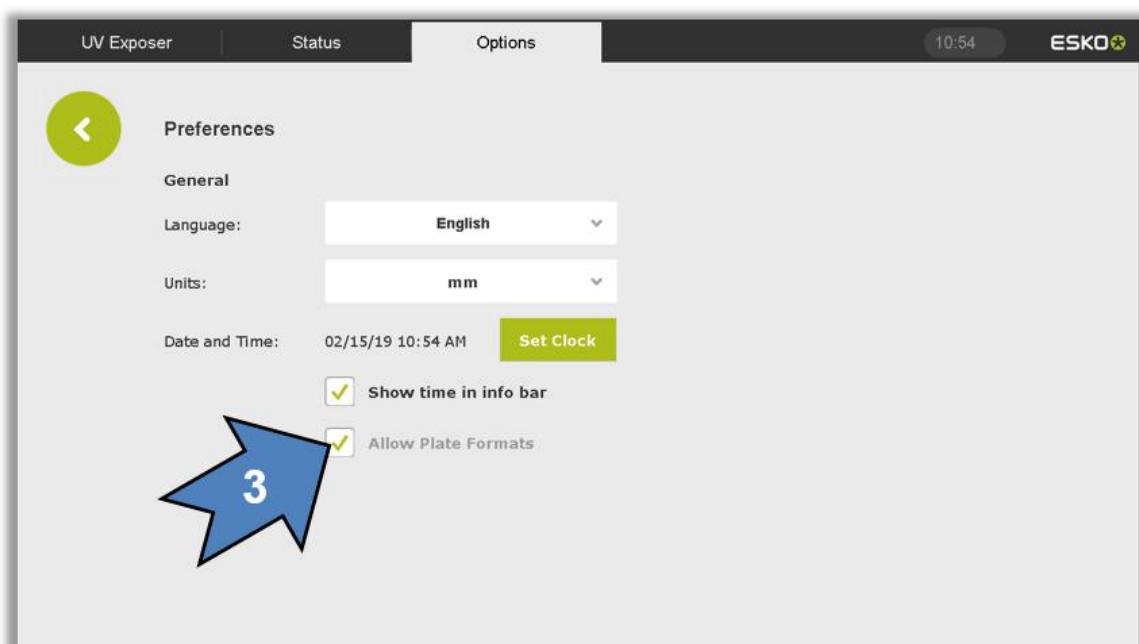 UV Exposer Status Options 10:54 ESKO
Preferences
General
Language: English
Units: mm
Date and Time: 02/15/19 10:54 AM Set Clock
Show time in info bar
Allow Plate Formats
3